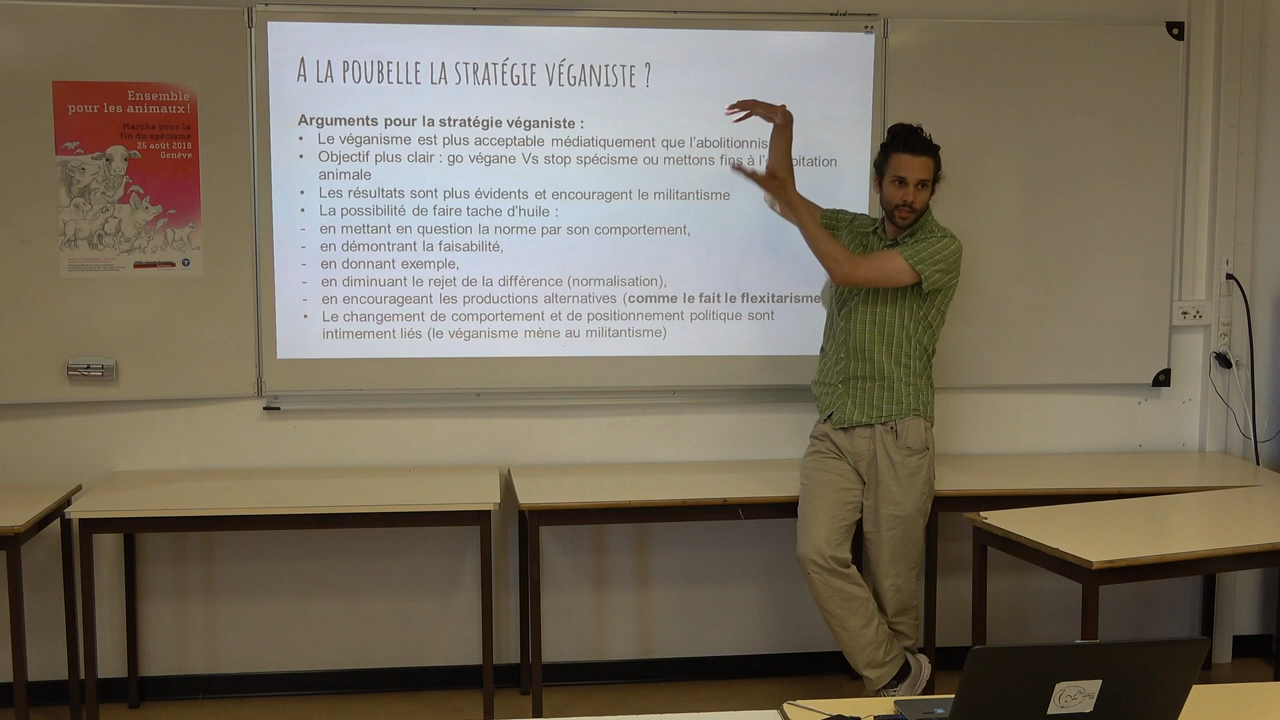 Ensemble
pour les animaux!
Marche pour la
fin du spécisme
25 août 2018
Genève
A LA POUBELLE LA STRATÉGIE VÉGANISTE ?
Arguments pour la stratégie véganiste :
• Le véganisme est plus acceptable médiatiquement que
• Objectif plus clair : go végane Vs stop spécisme ou mettons fins à
animale
• Les résultats sont plus évidents et encouragent le militantisme
• La possibilité de faire tache d'huile :
- en mettant en question la norme par son comportement,
- en démontrant la faisabilité,
- en donnant exemple,
- en diminuant le rejet de la différence (normalisation),
- en encourageant les productions alternatives (comme le fait le flexitarisme
• Le changement de comportement et de positionnement politique sont
intimement liés (le véganisme mène au militantisme)